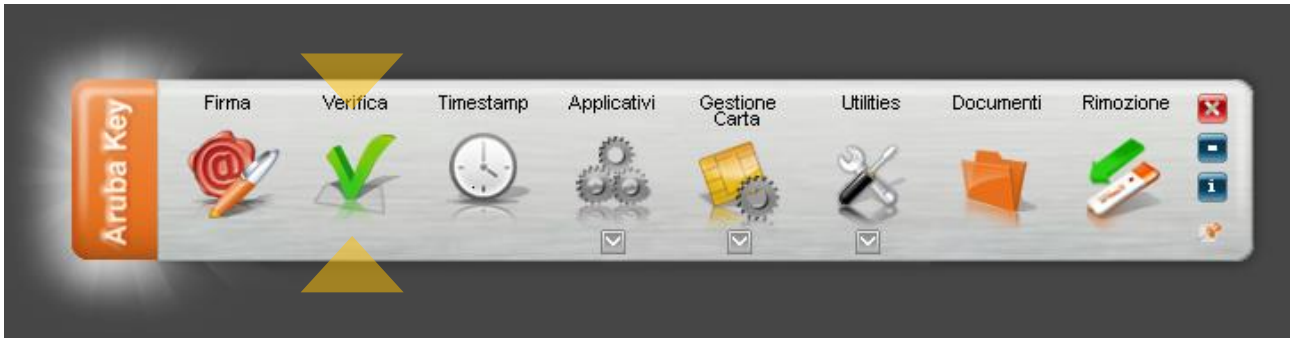 Aruba Key
Firma
Verifica
Timestamp
Applicativi
Gestione
Carta
Utilities
Documenti
Rimozione